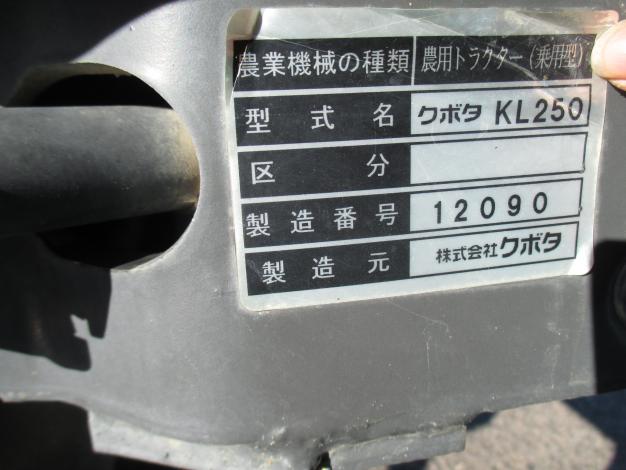 農業機械の種類 農用トラクター(乗用型)
型式名 クボタ KL250
区分
製造番号 12090
製造元 株式会社クボタ